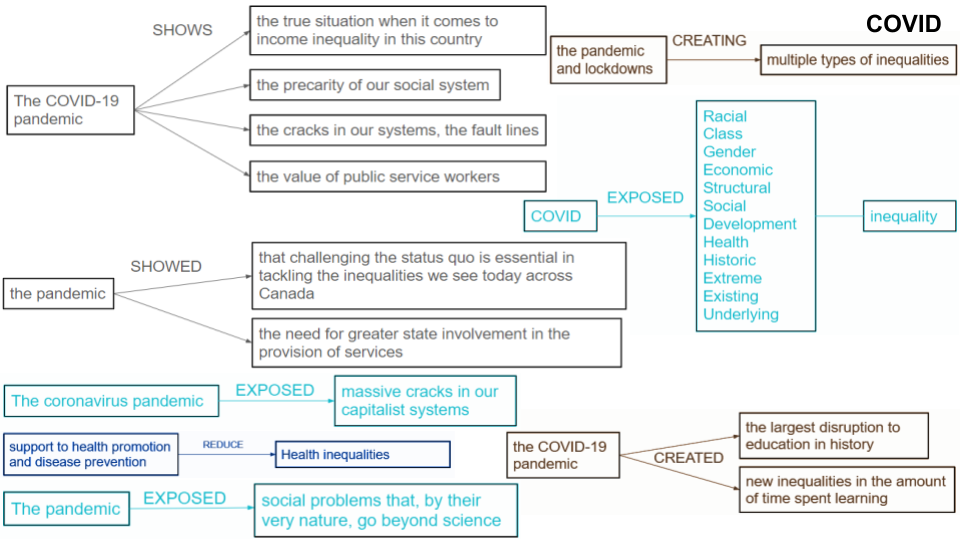 COVID
SHOWS
the true situation when it comes to
income inequality in this country
The COVID-19
pandemic
the precarity of our social system
the cracks in our systems, the fault lines
the value of public service workers
the pandemic
and lockdowns
CREATING
multiple types of inequalities
COVID
EXPOSED
Racial
Class
Gender
Economic
Structural
Social
Development
Health
Historic
Extreme
Existing
Underlying
inequality
the pandemic
SHOWED
that challenging the status quo is essential in
tackling the inequalities we see today across
Canada
the need for greater state involvement in the
provision of services
The coronavirus pandemic
EXPOSED
massive cracks in our
capitalist systems
support to health promotion
and disease prevention
REDUCE
Health inequalities
the COVID-19
pandemic
CREATED
the largest disruption to
education in history
new inequalities in the amount
of time spent learning
The pandemic
EXPOSED
social problems that, by their
very nature, go beyond science